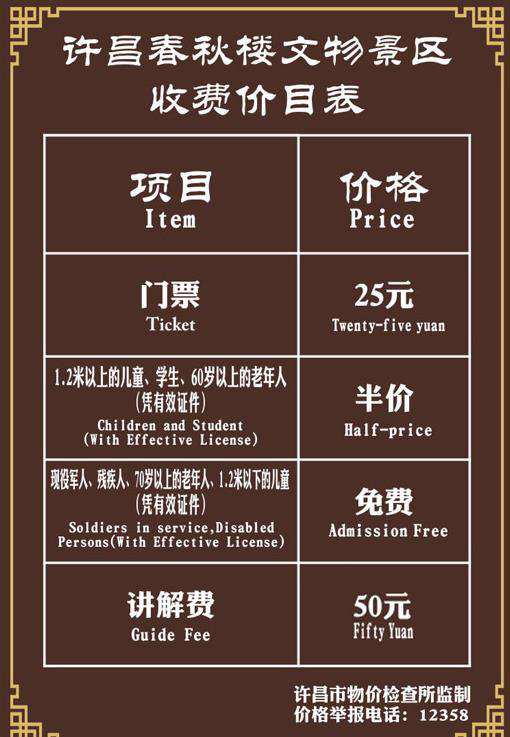 许昌春秋楼文物景区
收费价目表
项目
Item
价格
Price
门票
Ticket
25元
Twenty-five yuan
1.2米以上的儿童、学生、60岁以上的老年人
（凭有效证件）
Children and Student
(With Effective License)
半价
Half-price
现役军人、残疾人、70岁以上的老年人、1.2米以下的儿童
（凭有效证件）
Soldiers in service,Disabled
Persons(With Effective License)
免费
Admission Free
讲解费
Guide Fee
50元
Fifty Yuan
许昌市物价检查所监制
价格举报电话：12358